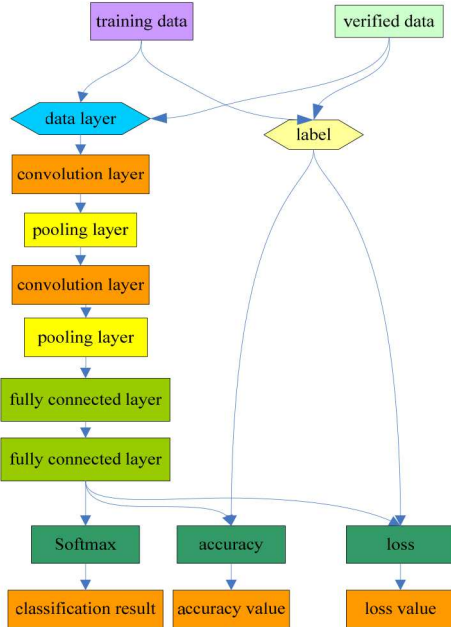 training data
verified data
data layer
label
convolution layer
pooling layer
convolution layer
pooling layer
fully connected layer
fully connected layer
Softmax
accuracy
loss
classification result
accuracy value
loss value